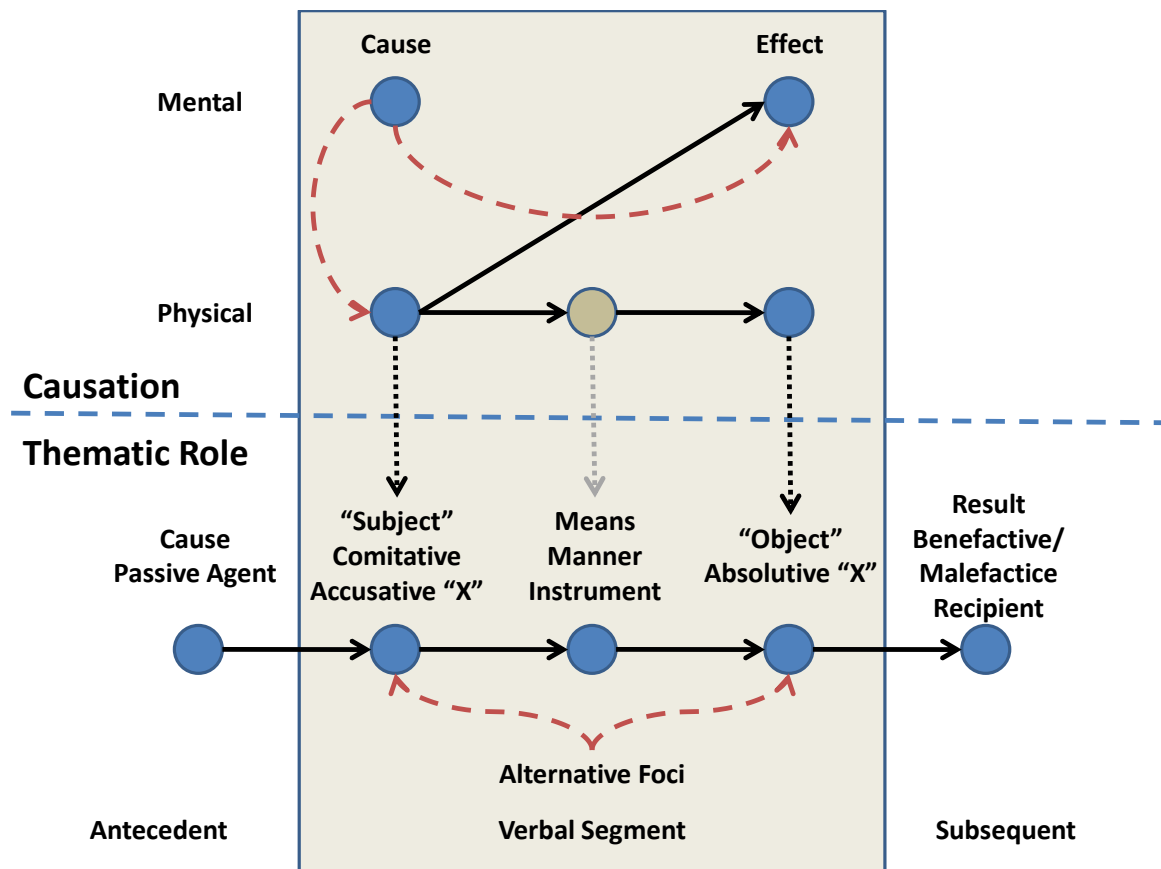 Cause
Effect
Mental
Physical
Causation
Thematic Role
Cause
Passive Agent
“Subject”
Comitative
Accusative “X”
Means
Manner
Instrument
“Object”
Absolutive “X”
Result
Benefactive/
Malefactice
Recipient
Alternative Foci
Antecedent
Verbal Segment
Subsequent